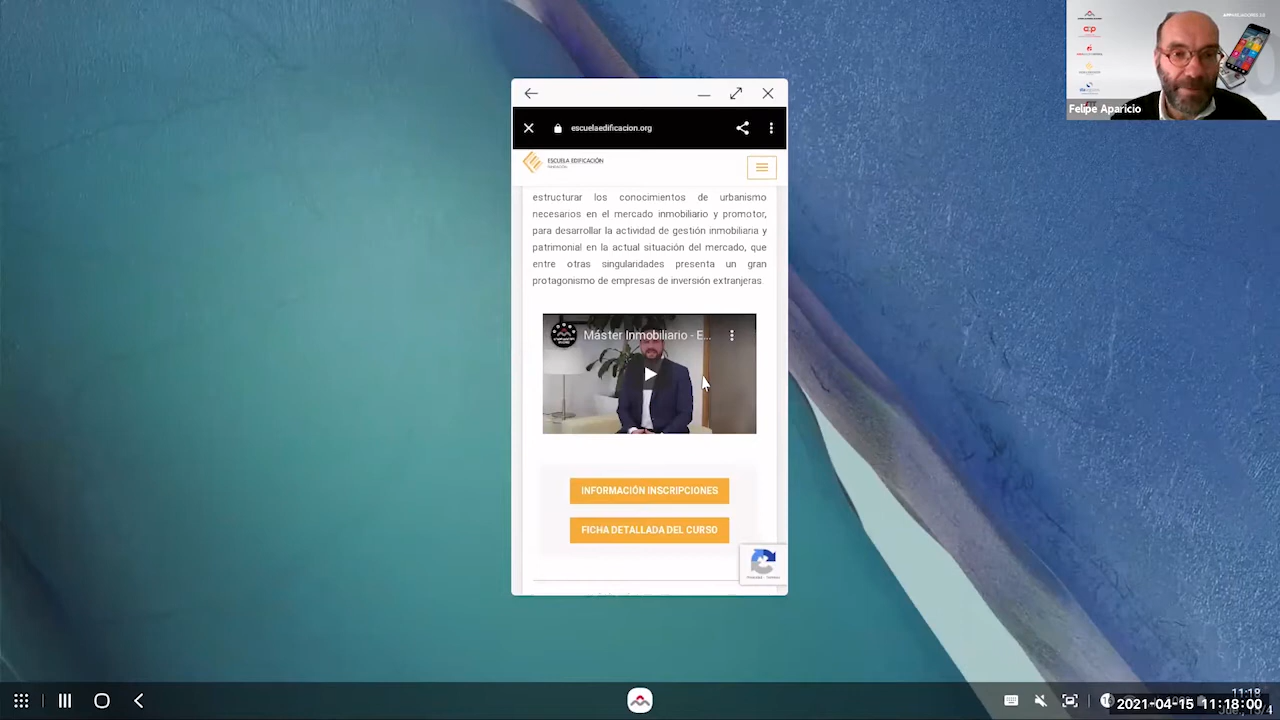 escuelaedificacion.org
ESCUELA EDIFICACIÓN
estructurar los conocimientos de urbanismo
necesarios en el mercado inmobiliario y promotor,
para desarrollar la actividad de gestión inmobiliaria y
patrimonial en la actual situación del mercado, que
entre otras singularidades presenta un gran
protagonismo de empresas de inversión extranjeras.
Máster Inmobiliario - E...
INFORMACIÓN INSCRIPCIONES
FICHA DETALLADA DEL CURSO
Felipe Aparicio
11:18
2021-04-15 11:18:00